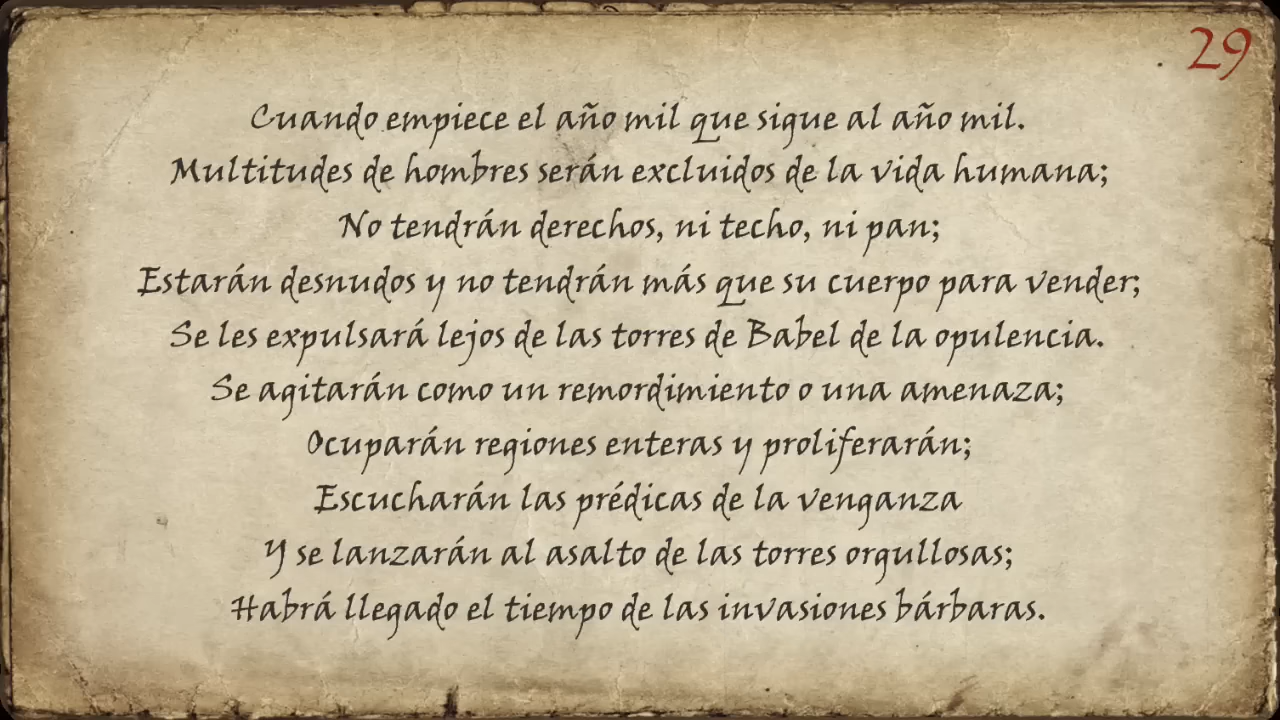 29
Cuando empiece el año mil que sigue al año mil.
Multitudes de hombres serán excluidos de la vida humana;
No tendrán derechos, ni techo, ni pan;
Estarán desnudos y no tendrán más que su cuerpo para vender;
Se les expulsará lejos de las torres de Babel de la opulencia.
Se agitarán como un remordimiento o una amenaza;
Ocuparán regiones enteras y proliferarán;
Escucharán las prédicas de la venganza
Y se lanzarán al asalto de las torres orgullosas;
Habrá llegado el tiempo de las invasiones bárbaras.